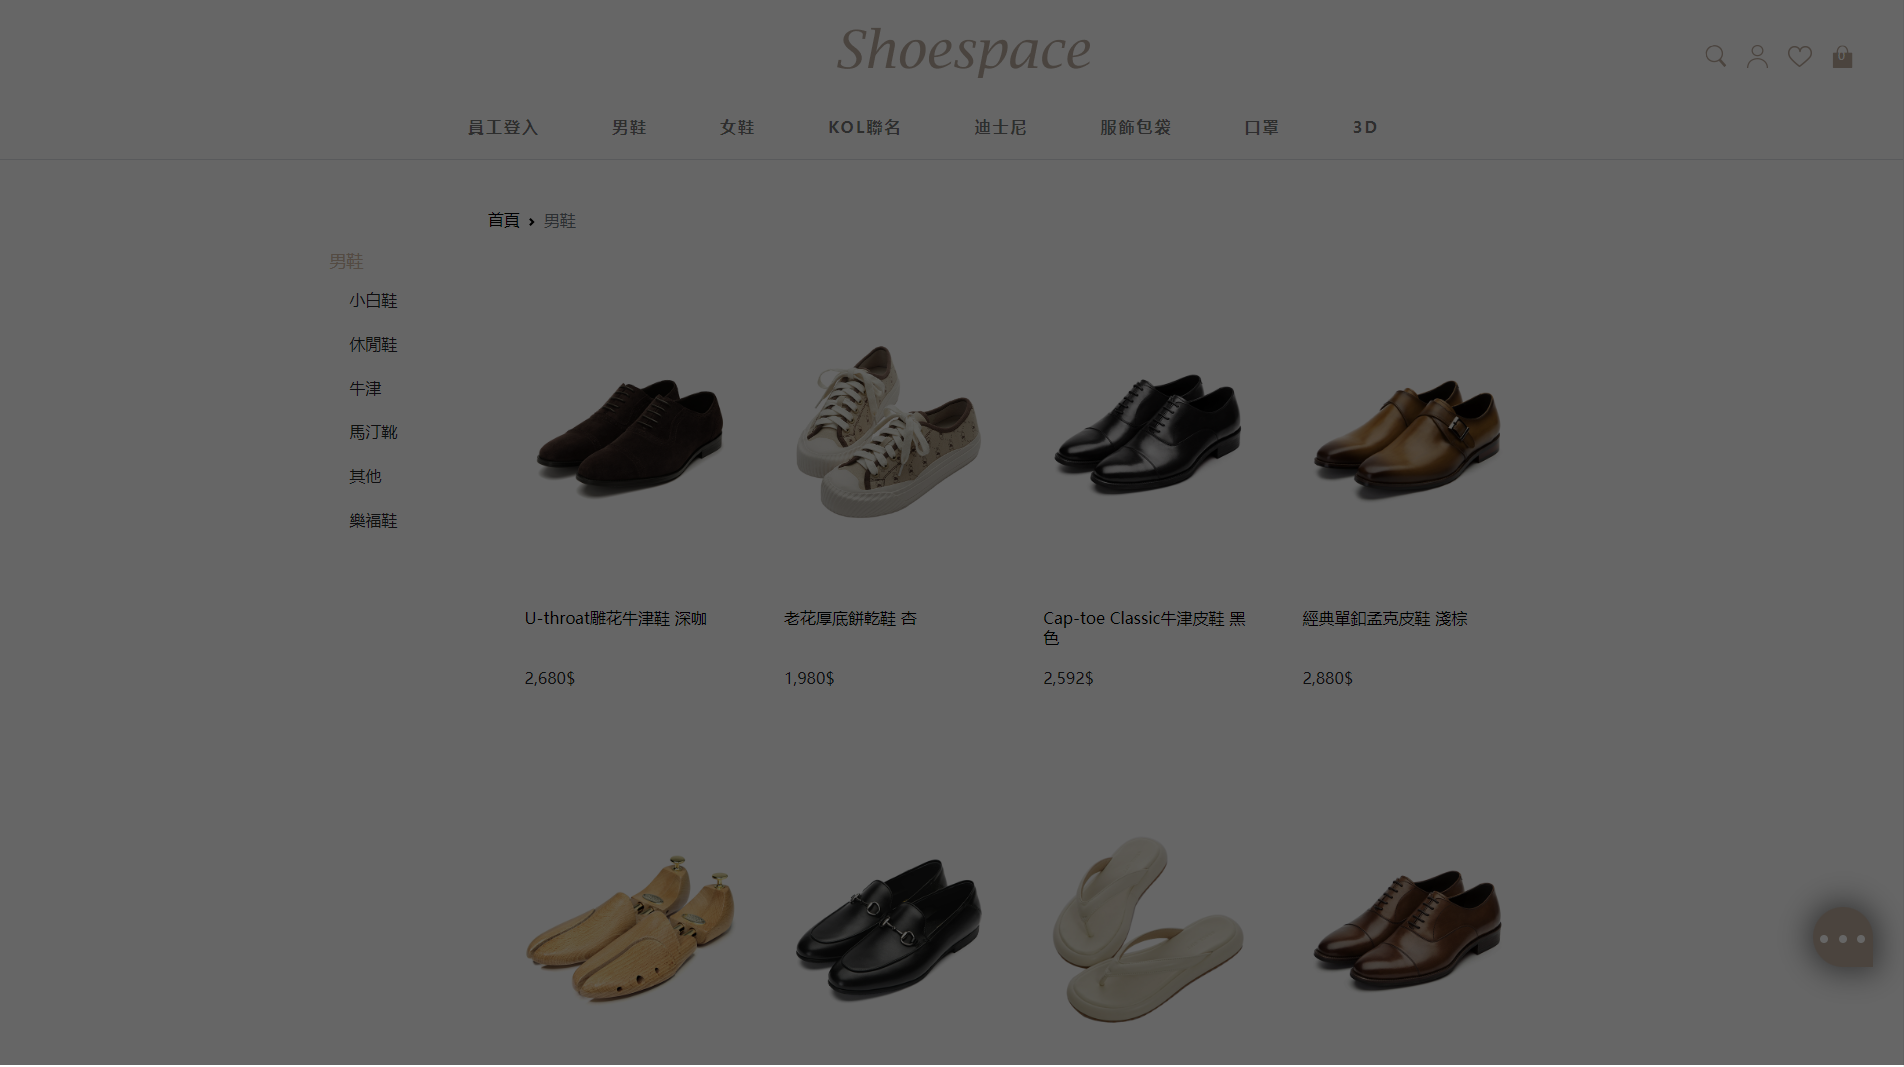 Shoespace
0
員工登入 男鞋 女鞋 KOL聯名 迪士尼 服飾包袋 口罩 3D
首頁 › 男鞋
男鞋
小白鞋
休閒鞋
牛津
馬汀靴
其他
樂福鞋
U-throat雕花牛津鞋 深咖
2,680$
老花厚底餅乾鞋 杏
1,980$
Cap-toe Classic牛津皮鞋 黑
色
2,592$
經典單釦孟克皮鞋 淺棕
2,880$